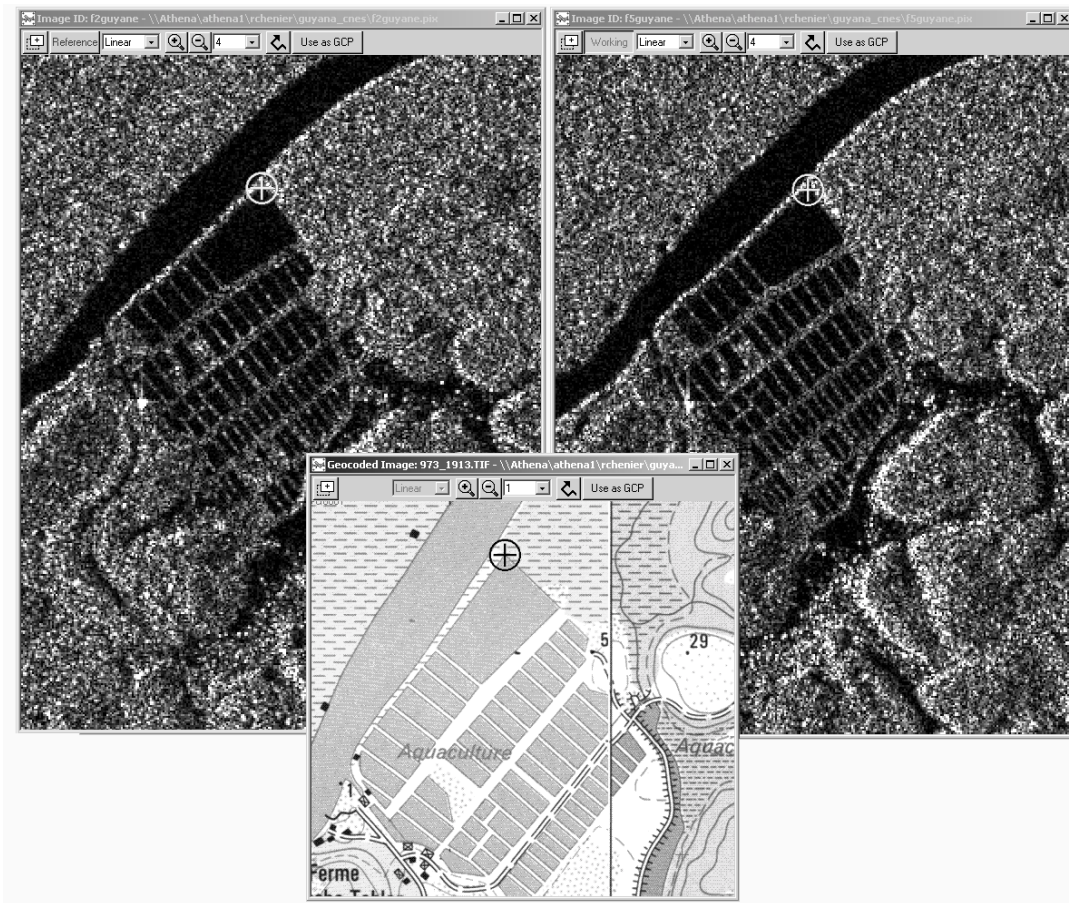 Image ID: f2guyane - \\Athena\athena1\rchenier\guyana_cnes\f2guyane.pix
Reference Linear 4 Use as GCP
Image ID: f5guyane - \\Athena\athena1\rchenier\guyana_cnes\f5guyane.pix
Working Linear 4 Use as GCP
Geocoded Image: 973_1913.TIF - \\Athena\athena1\rchenier\guya...
Linear 1 Use as GCP
5
29
Aquaculture
Aquac
1
Ferme